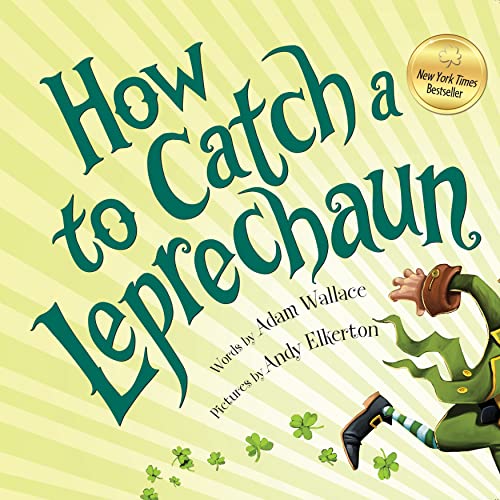 How
to Catch a
Leprechaun
New York Times
Bestseller
Words by Adam Wallace
Pictures by Andy Elkerton